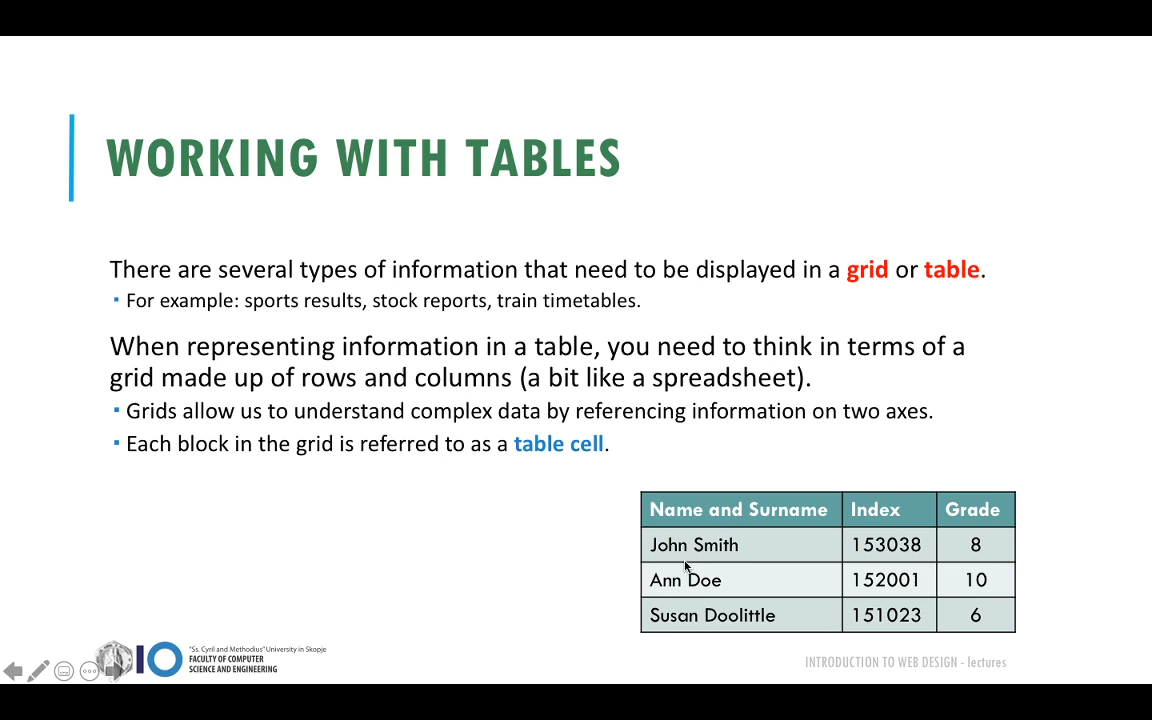 WORKING WITH TABLES
There are several types of information that need to be displayed in a grid or table.
▪ For example: sports results, stock reports, train timetables.
When representing information in a table, you need to think in terms of a
grid made up of rows and columns (a bit like a spreadsheet).
▪ Grids allow us to understand complex data by referencing information on two axes.
▪ Each block in the grid is referred to as a table cell.
Name and Surname Index Grade
John Smith 153038 8
Ann Doe 152001 10
Susan Doolittle 151023 6
"Ss. Cyril and Methodius" University in Skopje
FACULTY OF COMPUTER
SCIENCE AND ENGINEERING
INTRODUCTION TO WEB DESIGN - lectures